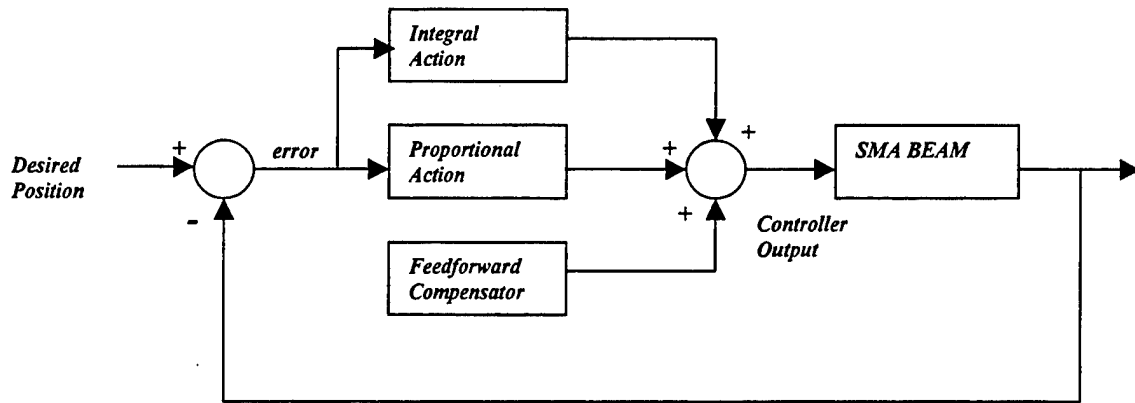 Integral
Action
+
+
error
Proportional
Action
+
SMA BEAM
Desired
Position
-
+
Controller
Output
Feedforward
Compensator